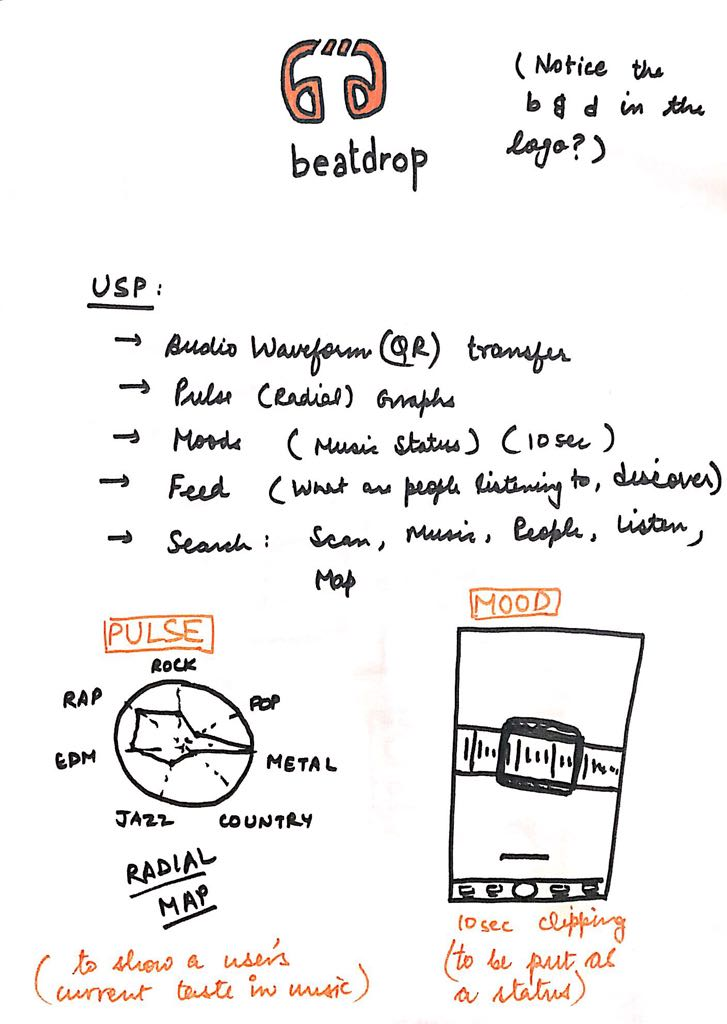 (Notice the
b & d in the
logo?)
beatdrop
USP:
→ Audio Waveform (QR) transfer
→ Pulse (Radial) Graphs
→ Moods (Music Status) (10 sec)
→ Feed (What are people listening to, discover)
→ Search: Scan, Music, People, Listen,
Map
PULSE
ROCK
RAP
POP
EDM
METAL
JAZZ
COUNTRY
RADIAL
MAP
(to show a user's
current taste in music)
MOOD
10sec clipping
(to be put as
a status)